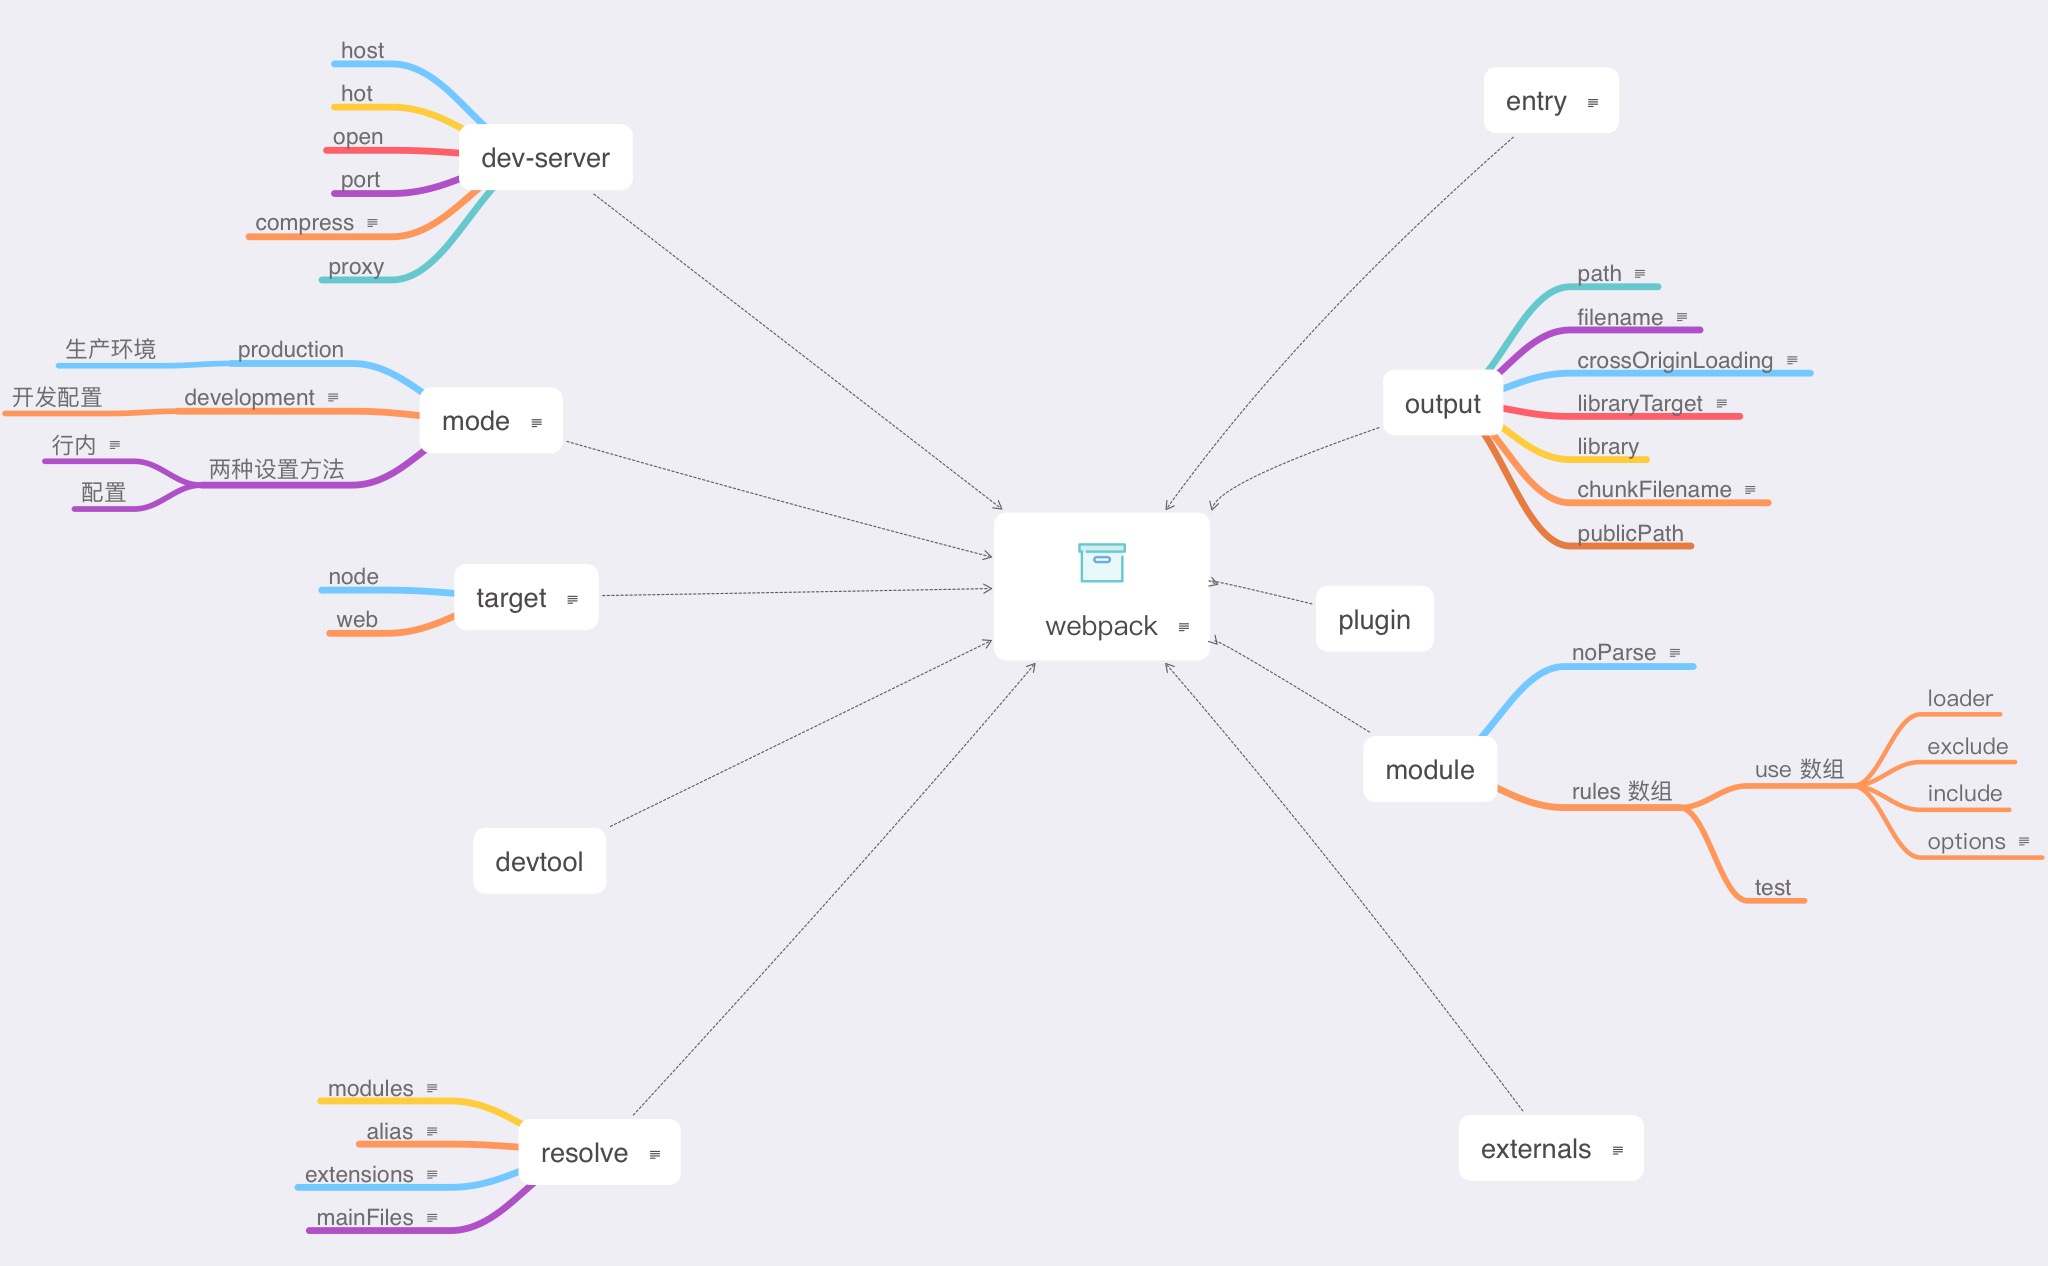 host
hot
open
port
compress
proxy
dev-server
生产环境
production
开发配置
development
行内
配置
两种设置方法
mode
node
web
target
devtool
modules
alias
extensions
mainFiles
resolve
webpack
entry
output
path
filename
crossOriginLoading
libraryTarget
library
chunkFilename
publicPath
plugin
module
noParse
rules 数组
use 数组
loader
exclude
include
options
test
externals